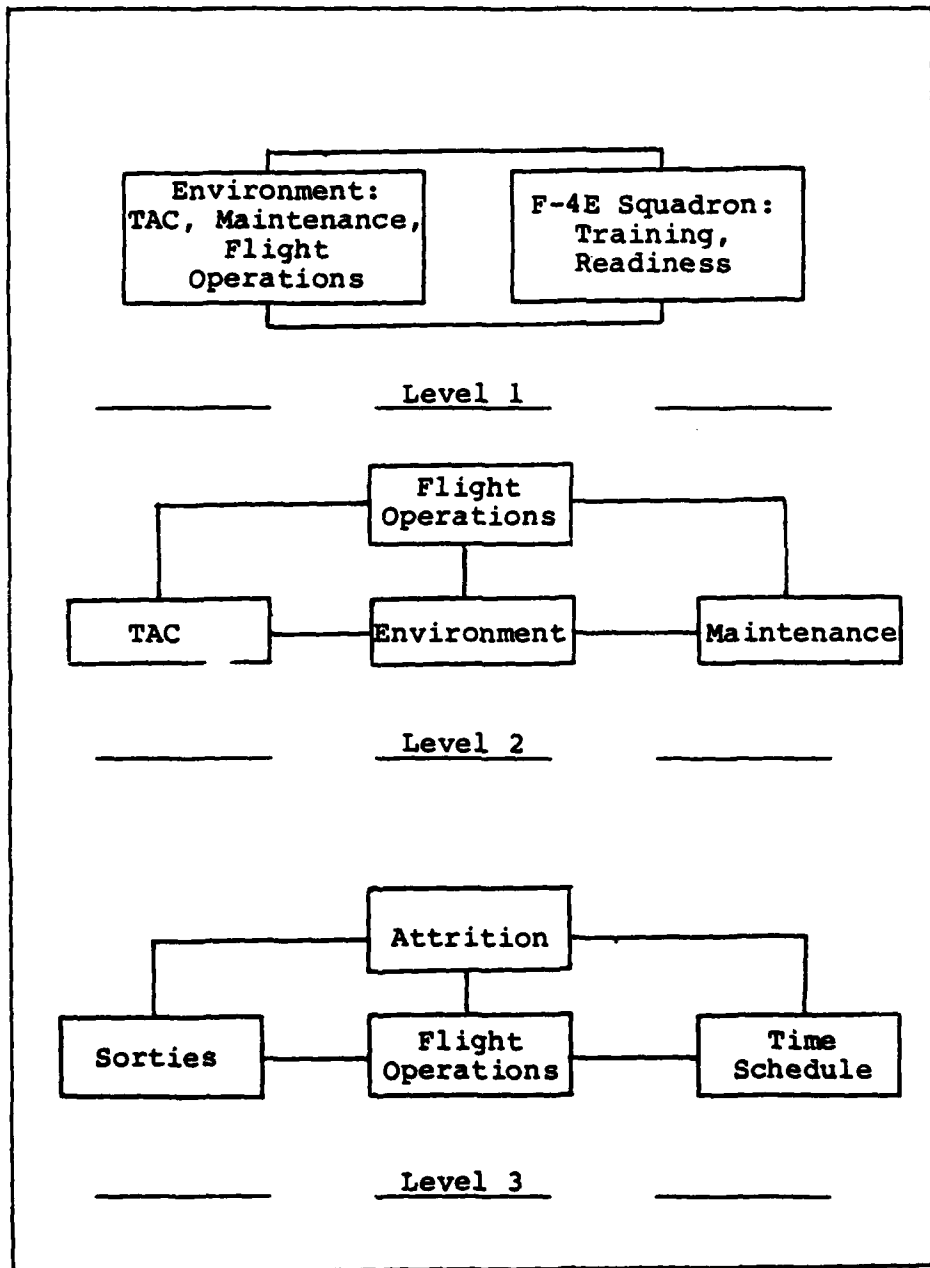 Environment:
TAC, Maintenance,
Flight
Operations
F-4E Squadron:
Training,
Readiness
Level 1
Flight
Operations
TAC
Environment
Maintenance
Level 2
Attrition
Sorties
Flight
Operations
Time
Schedule
Level 3